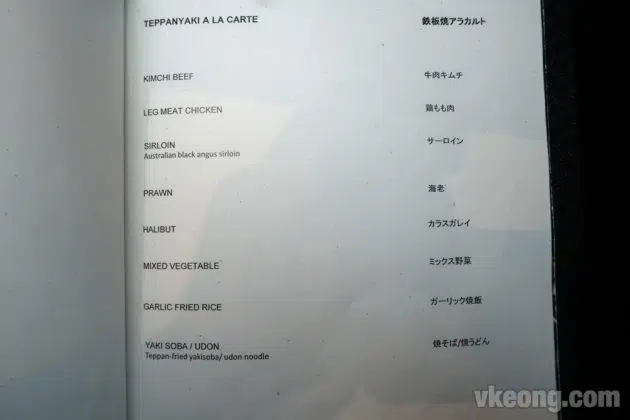 TEPPANYAKI A LA CARTE 鉄板焼アラカルト
KIMCHI BEEF 牛肉キムチ
LEG MEAT CHICKEN 鶏もも肉
SIRLOIN サーロイン
Australian black angus sirloin
PRAWN 海老
HALIBUT カラスガレイ
MIXED VEGETABLE ミックス野菜
GARLIC FRIED RICE ガーリック焼飯
YAKI SOBA / UDON 焼そば/焼うどん
Teppan-fried yakisoba/ udon noodle
vkeong.com